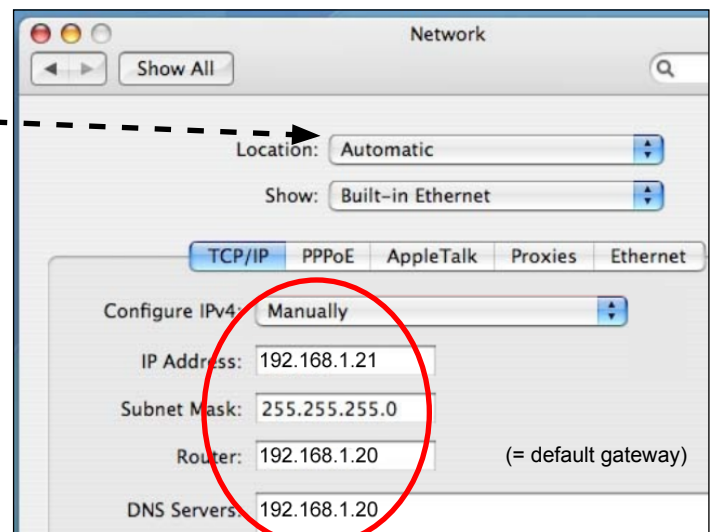 Network
Show All
Location: Automatic
Show: Built-in Ethernet
TCP/IP PPPoE AppleTalk Proxies Ethernet
Configure IPv4: Manually
IP Address: 192.168.1.21
Subnet Mask: 255.255.255.0
Router: 192.168.1.20 (= default gateway)
DNS Servers: 192.168.1.20